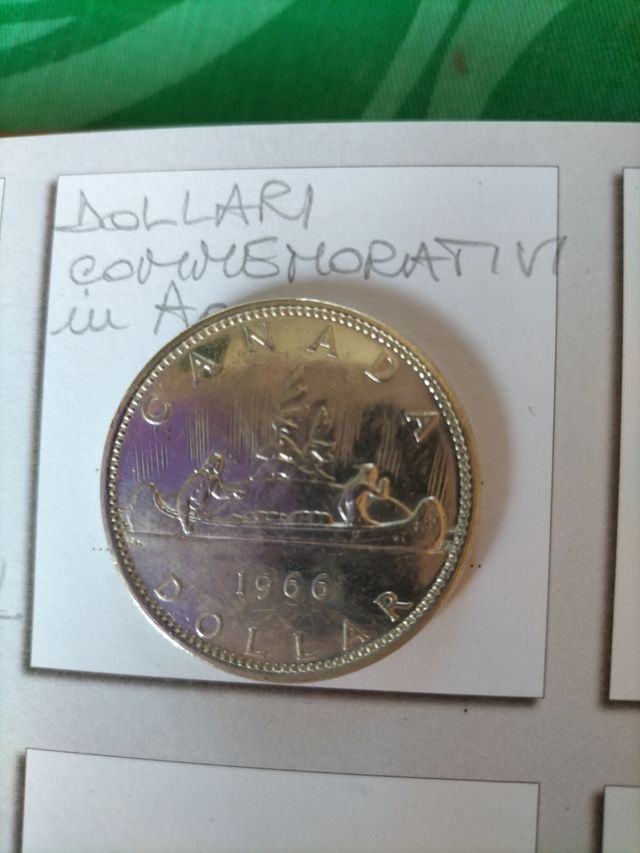 DOLLARI
COMMEMORATIVI
in A
CANADA
1966
DOLLAR